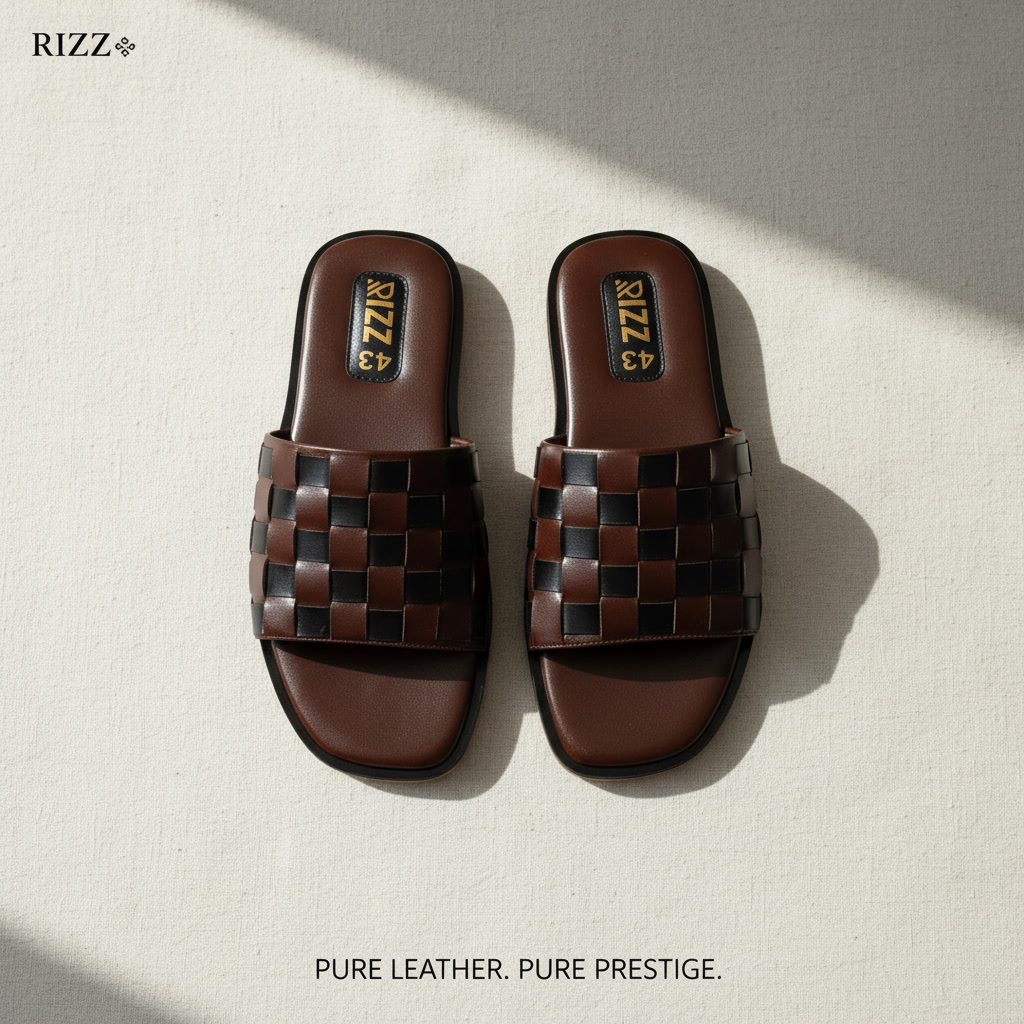 RIZZ
RIZZ 43
RIZZ 43
PURE LEATHER. PURE PRESTIGE.